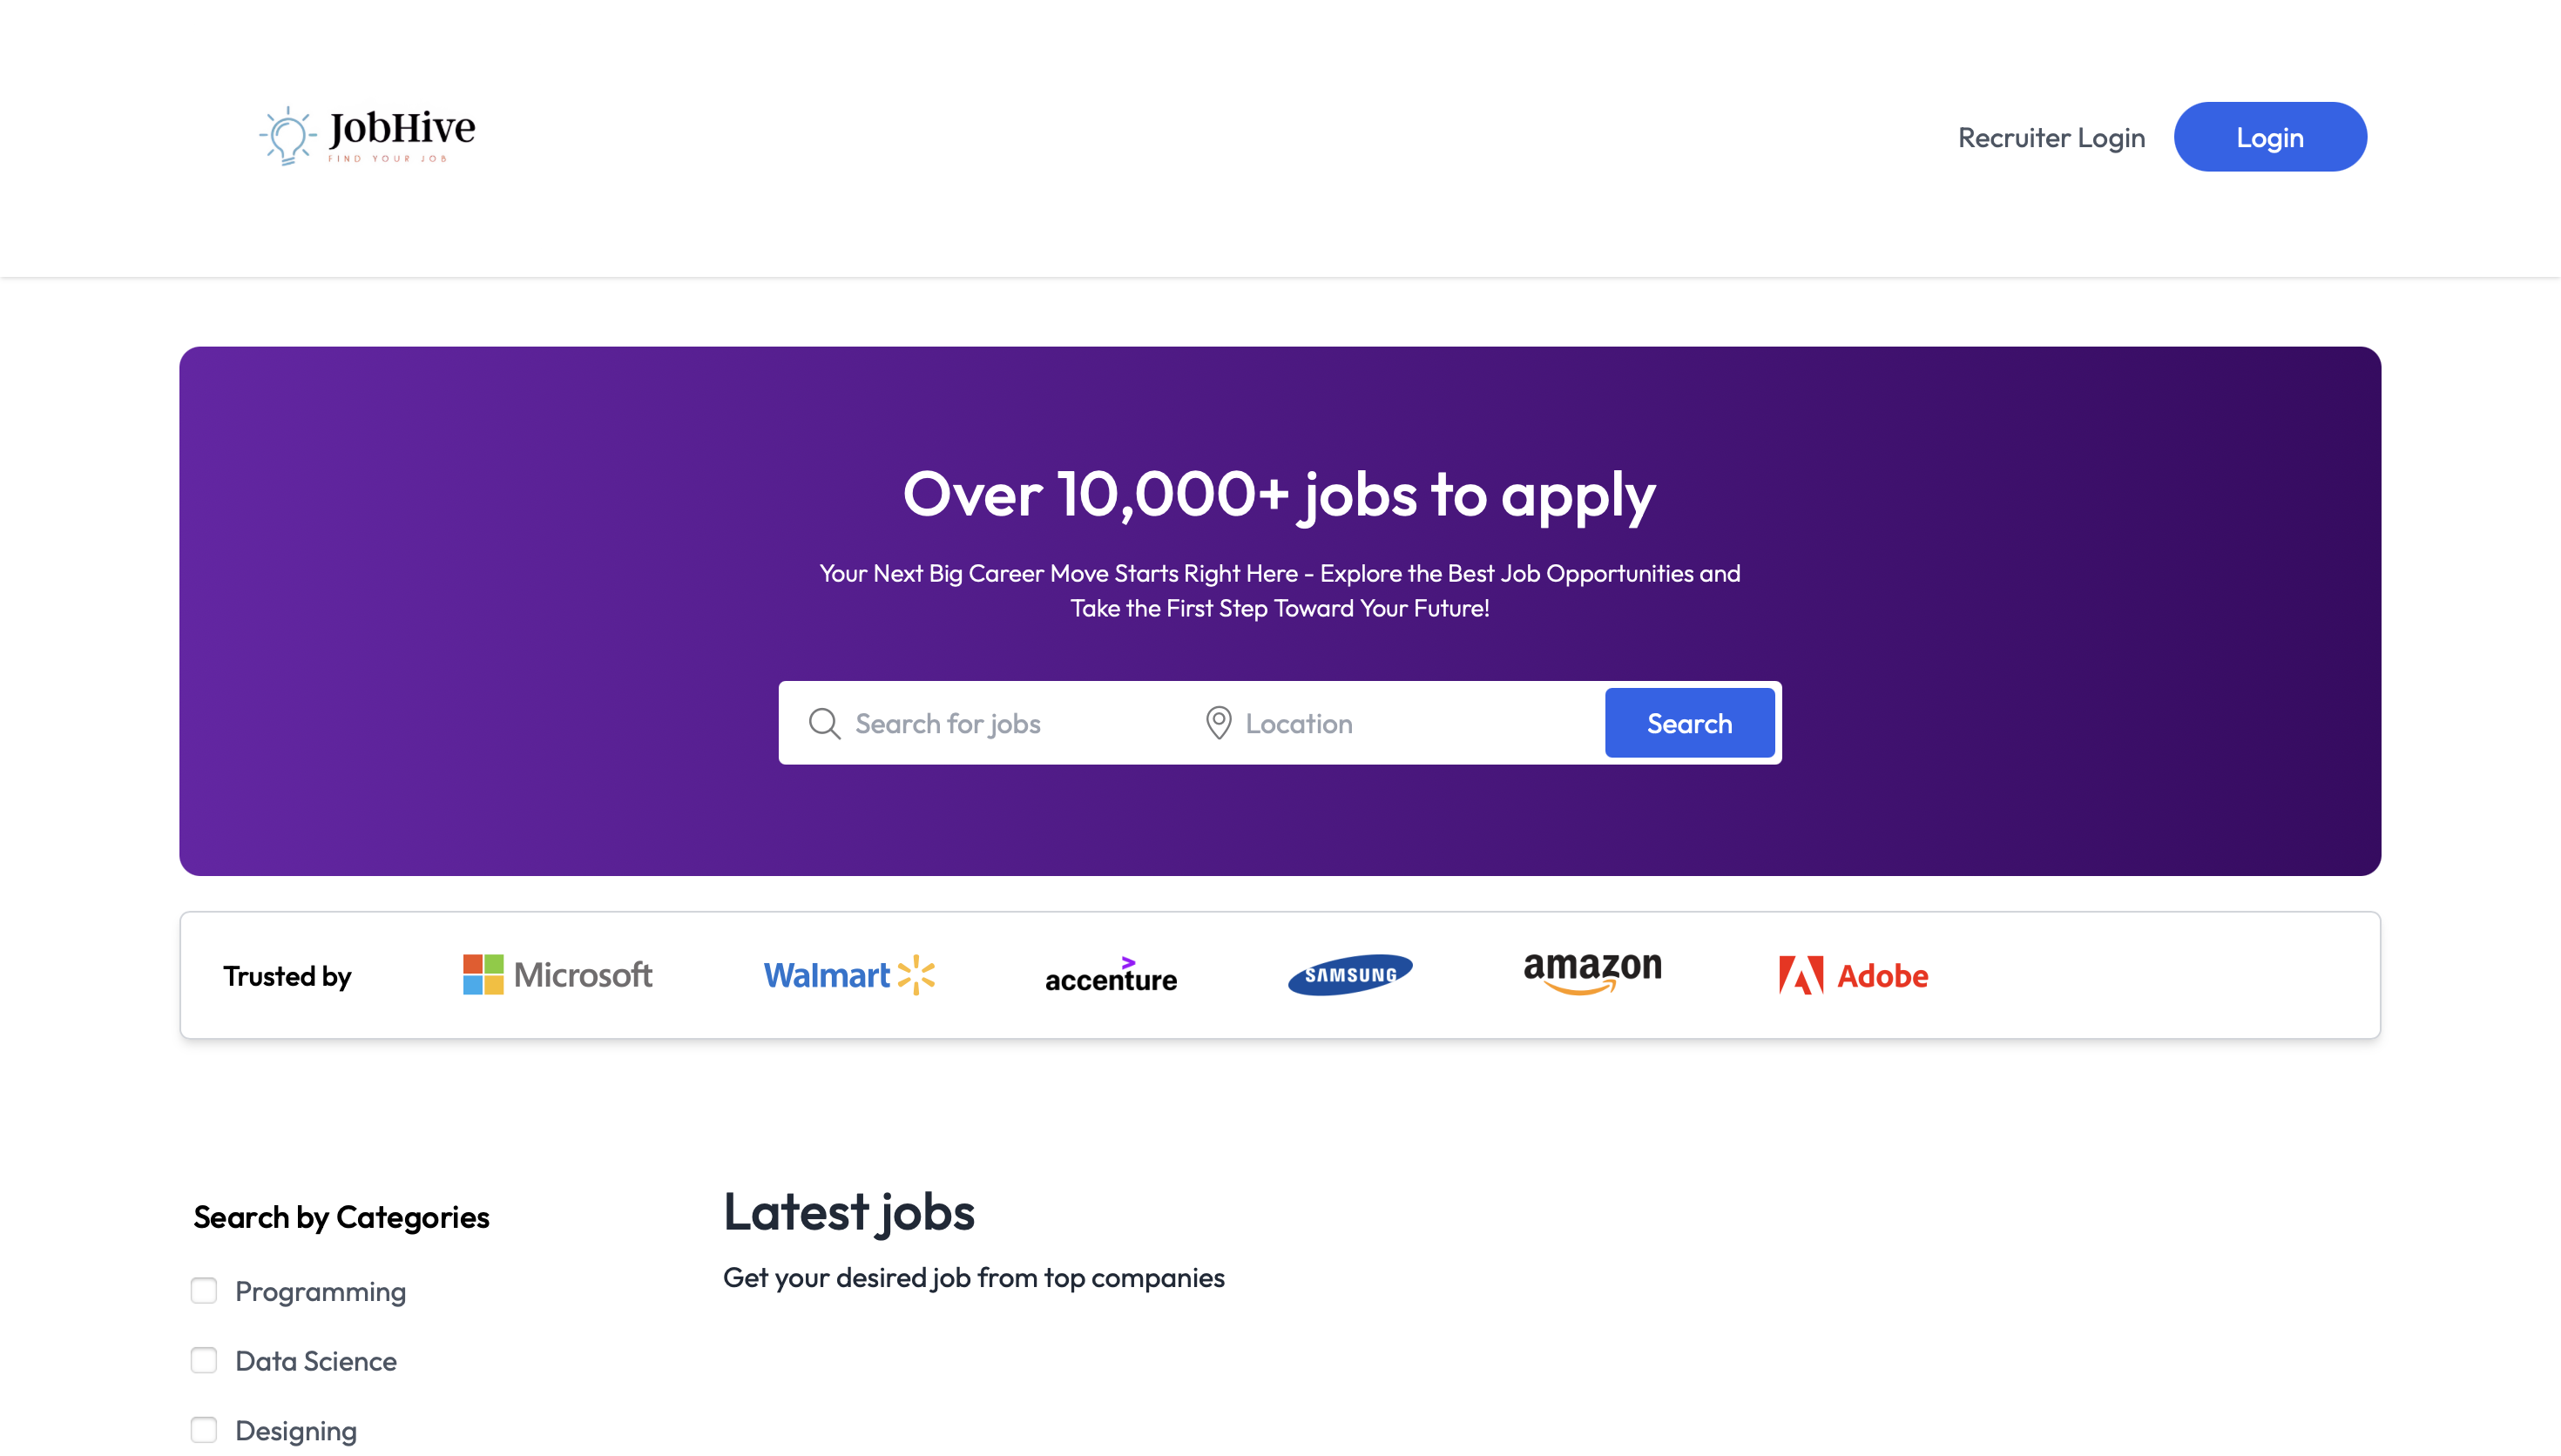 JobHive
FIND YOUR JOB
Recruiter Login
Login
Over 10,000+ jobs to apply
Your Next Big Career Move Starts Right Here - Explore the Best Job Opportunities and
Take the First Step Toward Your Future!
Search for jobs
Location
Search
Trusted by
Microsoft
Walmart
accenture
SAMSUNG
amazon
Adobe
Search by Categories
Programming
Data Science
Designing
Latest jobs
Get your desired job from top companies